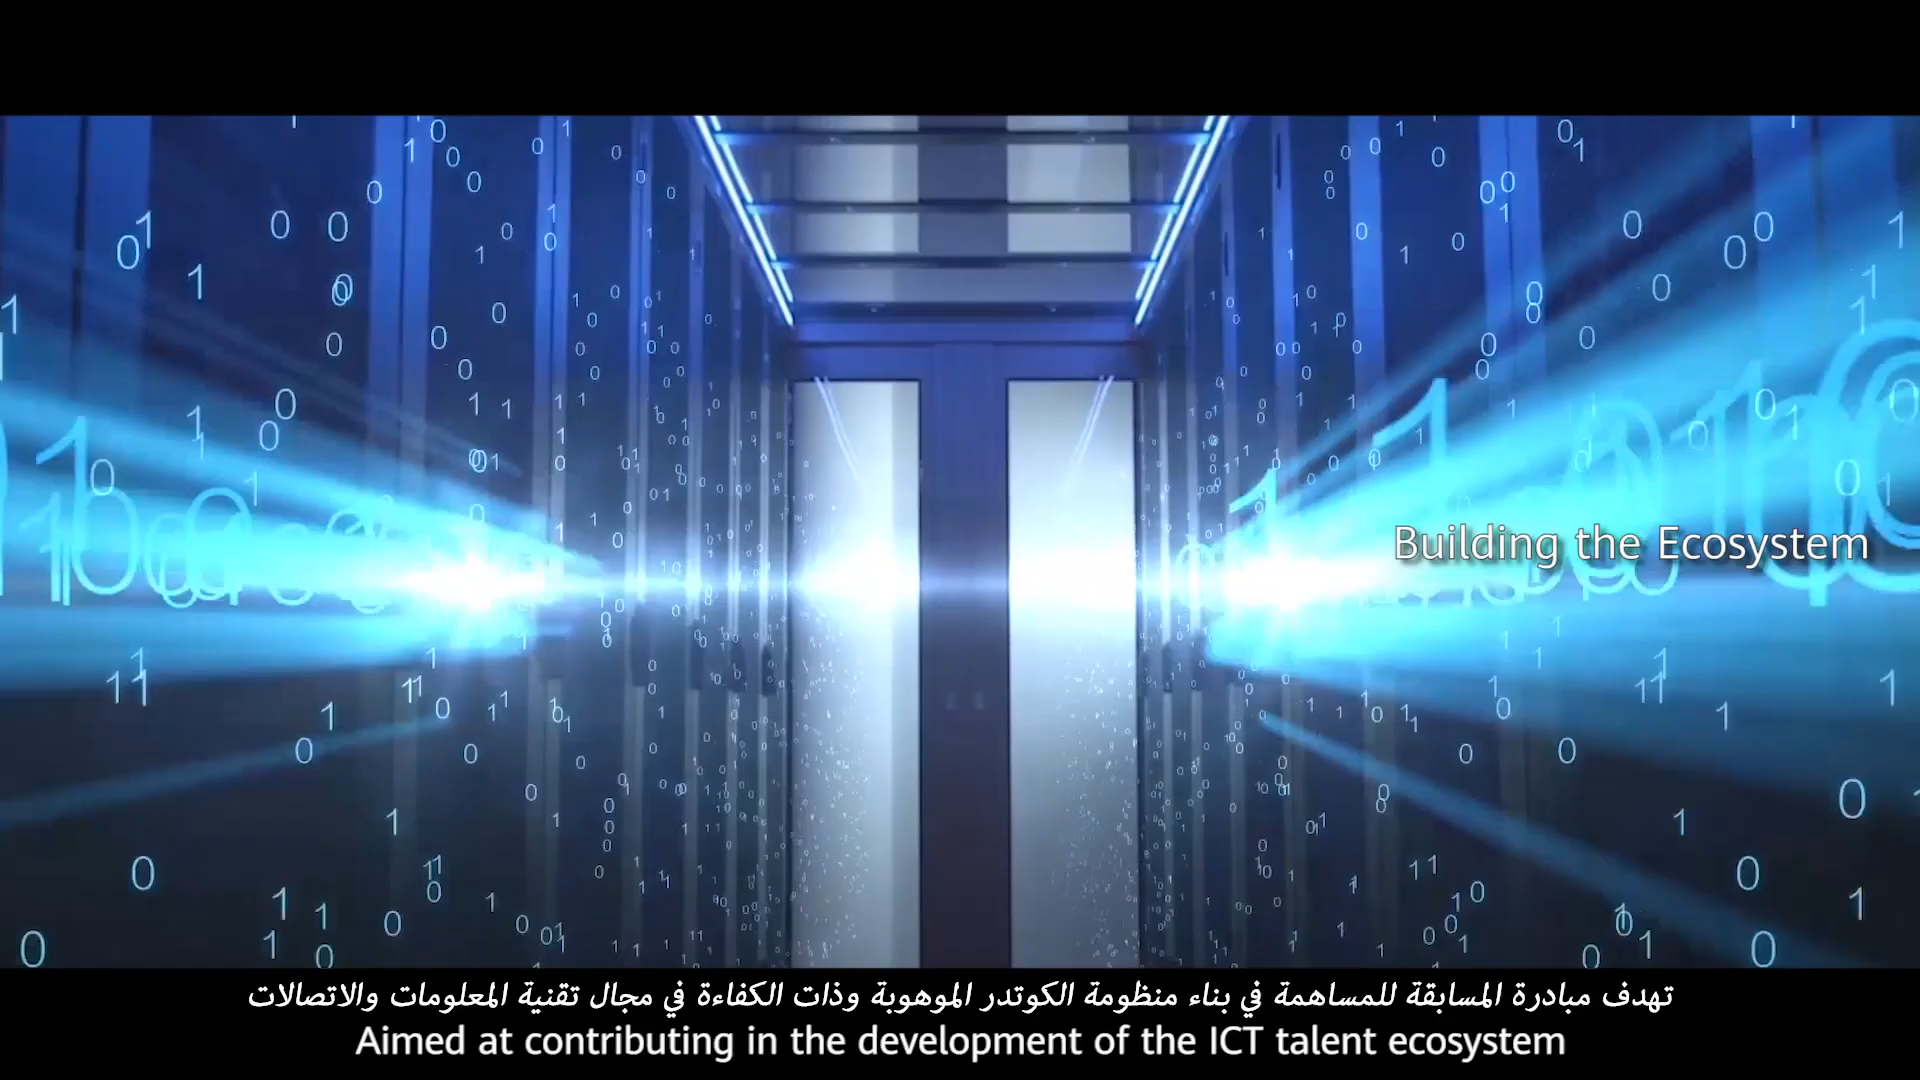 Building the Ecosystem
تهدف مبادرة المسابقة للمساهمة في بناء منظومة الكوتدر الموهوبة وذات الكفاءة في مجال تقنية المعلومات والاتصالات
Aimed at contributing in the development of the ICT talent ecosystem